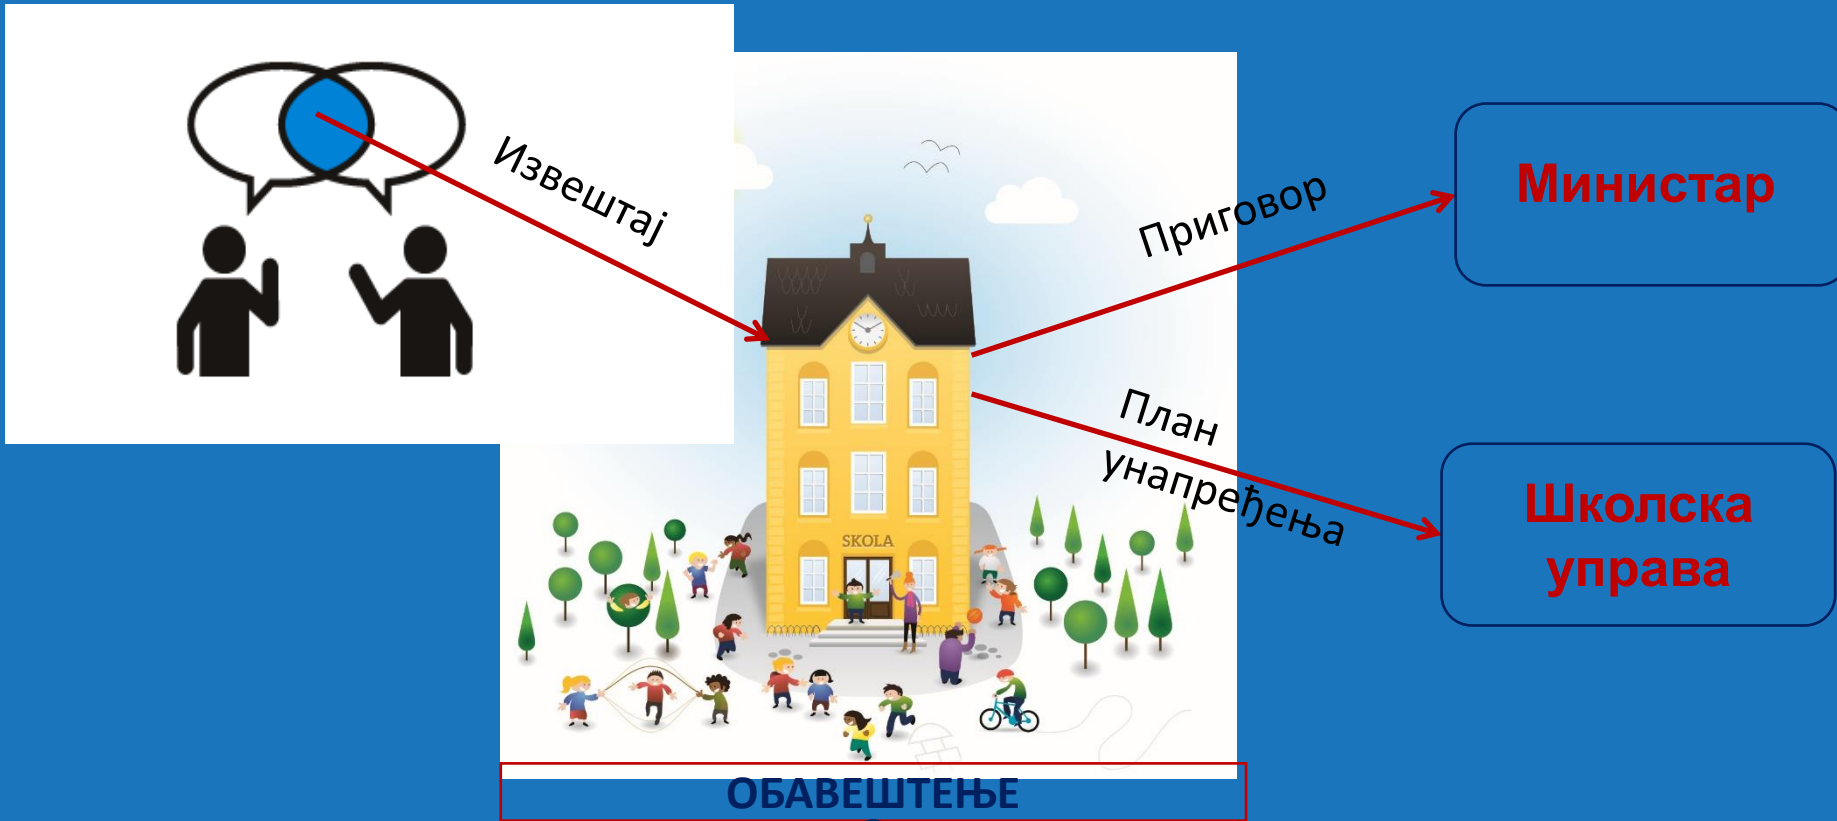 Извештај
Приговор
Министар
План
унапређења
Школска
управа
SKOLA
ОБАВЕШТЕЊЕ